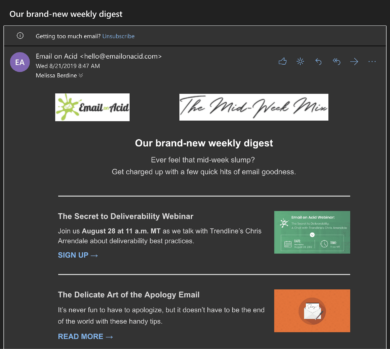 Our brand-new weekly digest
Getting too much email? Unsubscribe
EA
Email on Acid <hello@emailonacid.com>
Wed 8/21/2019 8:47 AM
Melissa Berdine
Email on Acid
The Mid-Week Mix
Our brand-new weekly digest
Ever feel that mid-week slump?
Get charged up with a few quick hits of email goodness.
The Secret to Deliverability Webinar
Join us August 28 at 11 a.m. MT as we talk with Trendline's Chris
Arrendale about deliverability best practices.
SIGN UP →
Email on Acid Webinar
The Delicate Art of the Apology Email
It's never fun to have to apologize, but it doesn't have to be the end
of the world with these handy tips.
READ MORE →